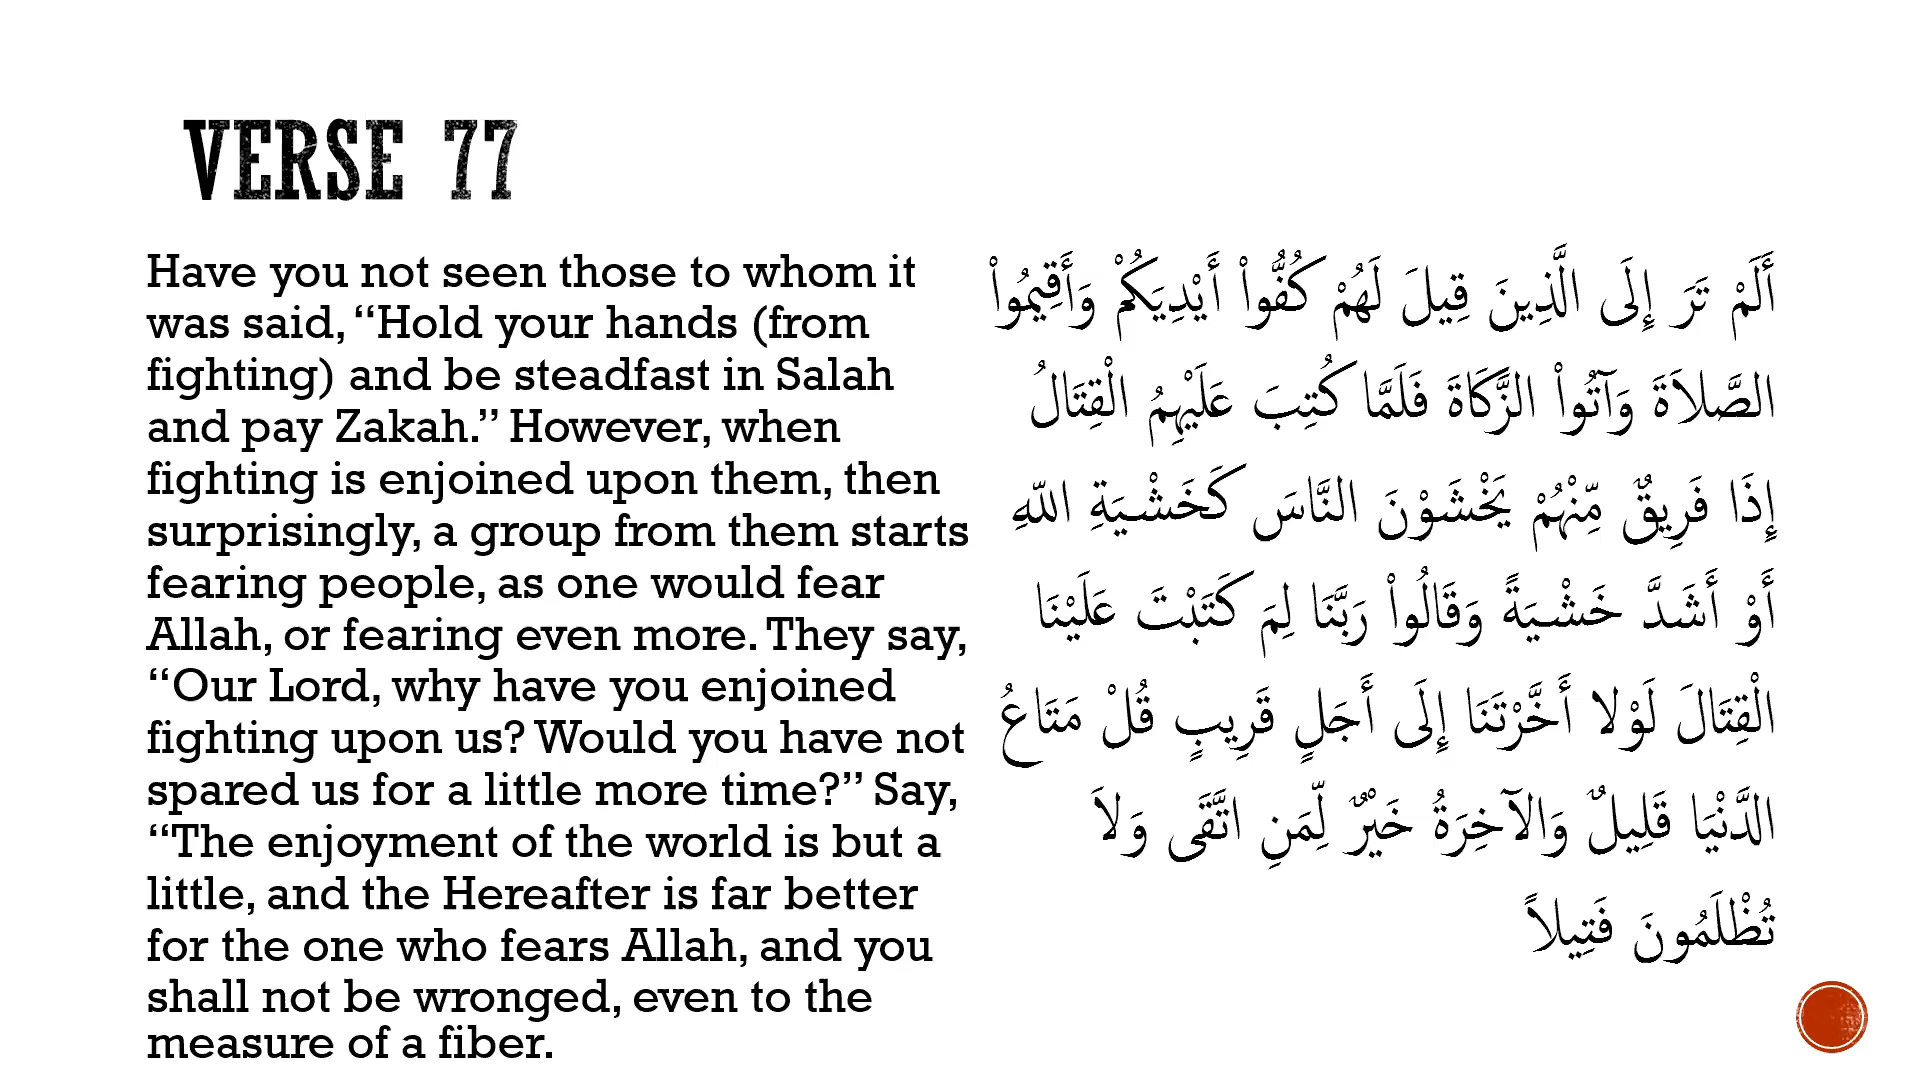 VERSE 77
Have you not seen those to whom it
was said, “Hold your hands (from
fighting) and be steadfast in Salah
and pay Zakah.” However, when
fighting is enjoined upon them, then
surprisingly, a group from them starts
fearing people, as one would fear
Allah, or fearing even more. They say,
“Our Lord, why have you enjoined
fighting upon us? Would you have not
spared us for a little more time?” Say,
“The enjoyment of the world is but a
little, and the Hereafter is far better
for the one who fears Allah, and you
shall not be wronged, even to the
measure of a fiber.
أَلَمْ تَرَ إِلَى الَّذِينَ قِيلَ لَهُمْ كُفُّواْ أَيْدِيَكُمْ وَأَقِيمُواْ
الصَّلاَةَ وَآتُواْ الزَّكَاةَ فَلَمَّا كُتِبَ عَلَيْهِمُ الْقِتَالُ
إِذَا فَرِيقٌ مِّنْهُمْ يَخْشَوْنَ النَّاسَ كَخَشْيَةِ اللّهِ
أَوْ أَشَدَّ خَشْيَةً وَقَالُواْ رَبَّنَا لِمَ كَتَبْتَ عَلَيْنَا
الْقِتَالَ لَوْلا أَخَّرْتَنَا إِلَى أَجَلٍ قَرِيبٍ قُلْ مَتَاعُ
الدَّنْيَا قَلِيلٌ وَالآخِرَةُ خَيْرٌ لِّمَنِ اتَّقَى وَلاَ
تُظْلَمُونَ فَتِيلاً